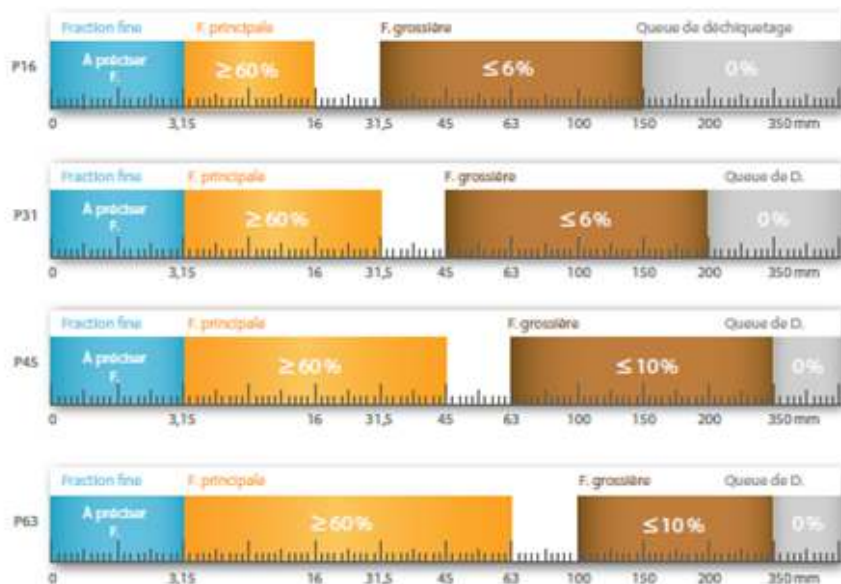 Fraction fine F. principale F. grossière Queue de déchiquetage
P16 À préciser F. ≥60% ≤6% 0%
0 3,15 16 31,5 45 63 100 150 200 350 mm
Fraction fine F. principale F. grossière Queue de D.
P31 À préciser F. ≥60% ≤6% 0%
0 3,15 16 31,5 45 63 100 150 200 350 mm
Fraction fine F. principale F. grossière Queue de D.
P45 À préciser F. ≥60% ≤10% 0%
0 3,15 16 31,5 45 63 100 150 200 350 mm
Fraction fine F. principale F. grossière Queue de D.
P63 À préciser F. ≥60% ≤10% 0%
0 3,15 16 31,5 45 63 100 150 200 350 mm